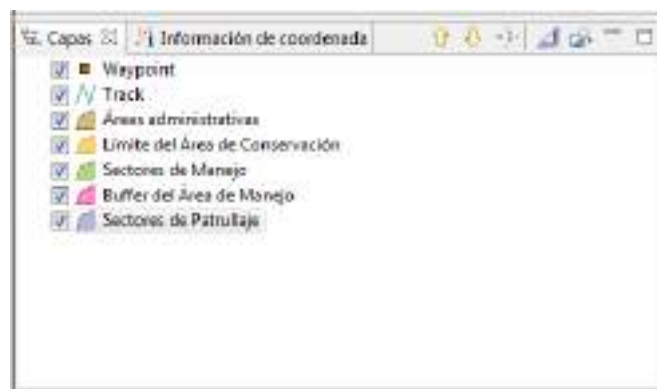 Capas Información de coordenada
Waypoint
Track
Áreas administrativas
Límite del Área de Conservación
Sectores de Manejo
Buffer del Área de Manejo
Sectores de Patrullaje